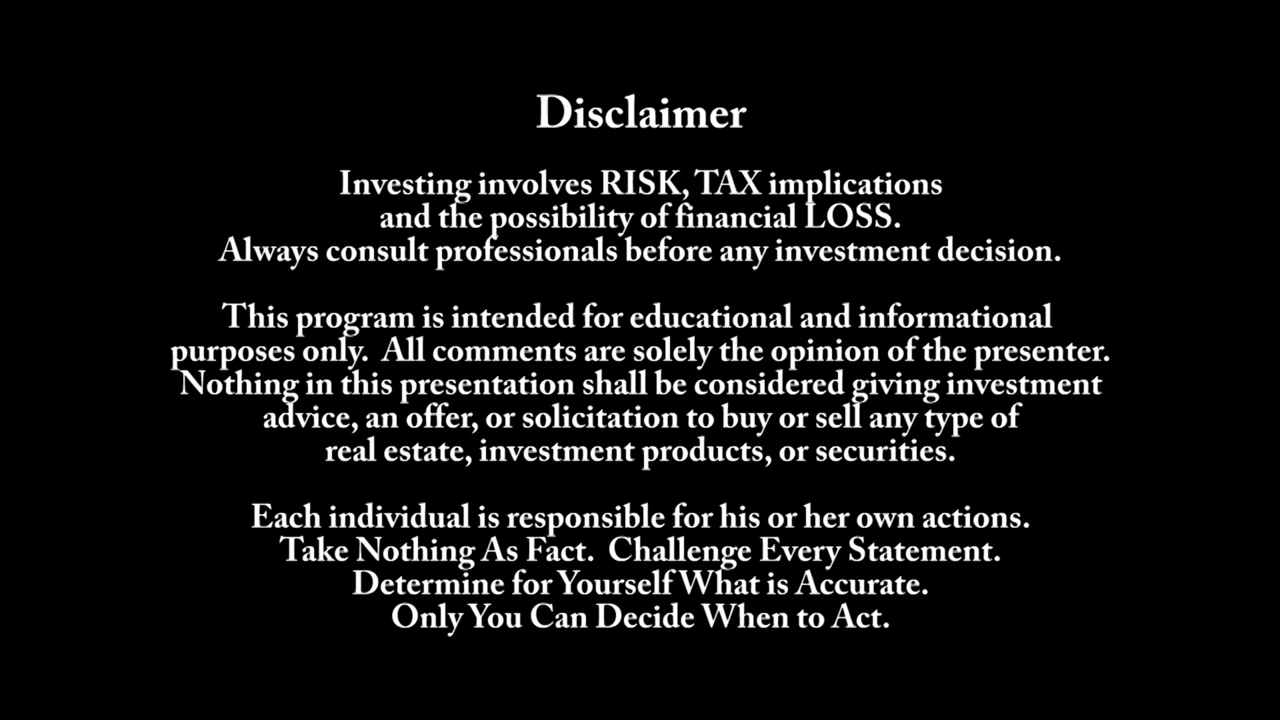 Disclaimer
Investing involves RISK, TAX implications
and the possibility of financial LOSS.
Always consult professionals before any investment decision.
This program is intended for educational and informational
purposes only.  All comments are solely the opinion of the presenter.
Nothing in this presentation shall be considered giving investment
advice, an offer, or solicitation to buy or sell any type of
real estate, investment products, or securities.
Each individual is responsible for his or her own actions.
Take Nothing As Fact.  Challenge Every Statement.
Determine for Yourself What is Accurate.
Only You Can Decide When to Act.